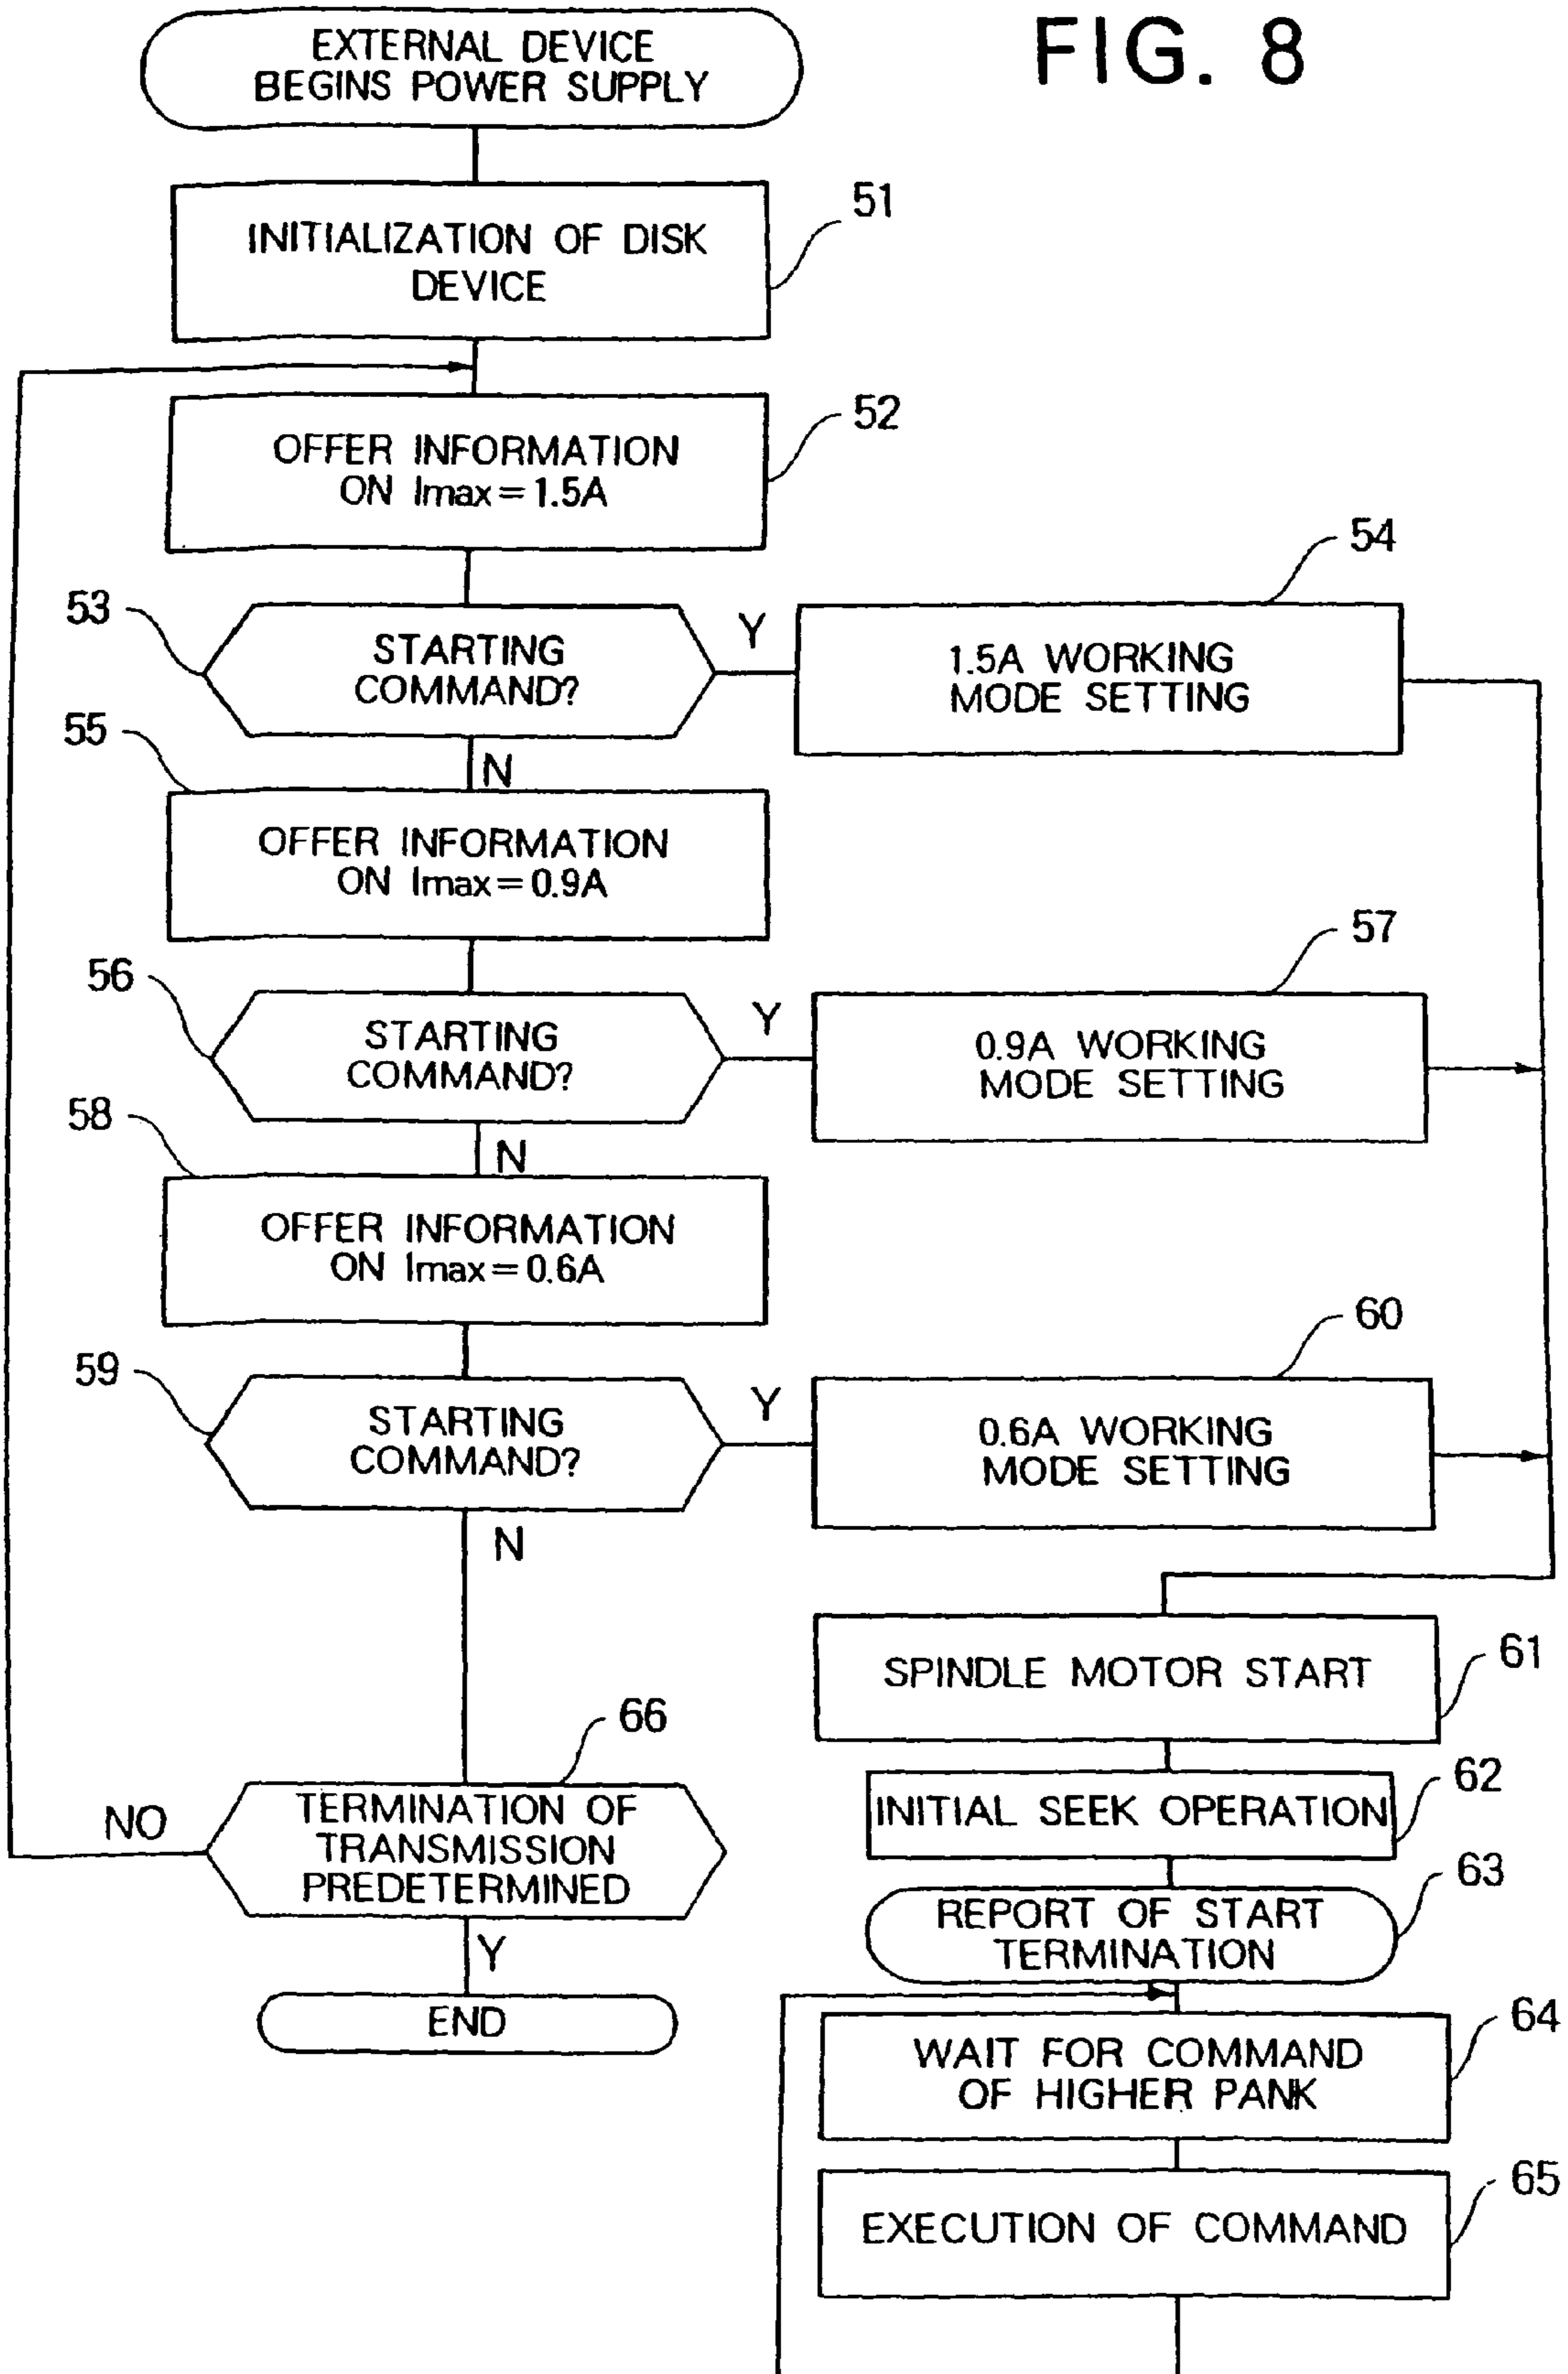 FIG. 8
EXTERNAL DEVICE
BEGINS POWER SUPPLY
51
INITIALIZATION OF DISK
DEVICE
52
OFFER INFORMATION
ON Imax = 1.5A
53
STARTING
COMMAND?
Y
54
1.5A WORKING
MODE SETTING
N
55
OFFER INFORMATION
ON Imax = 0.9A
56
STARTING
COMMAND?
Y
57
0.9A WORKING
MODE SETTING
N
58
OFFER INFORMATION
ON Imax = 0.6A
59
STARTING
COMMAND?
Y
60
0.6A WORKING
MODE SETTING
N
66
TERMINATION OF
TRANSMISSION
PREDETERMINED
NO
Y
END
SPINDLE MOTOR START
61
INITIAL SEEK OPERATION
62
REPORT OF START
TERMINATION
63
WAIT FOR COMMAND
OF HIGHER PANK
64
EXECUTION OF COMMAND
65